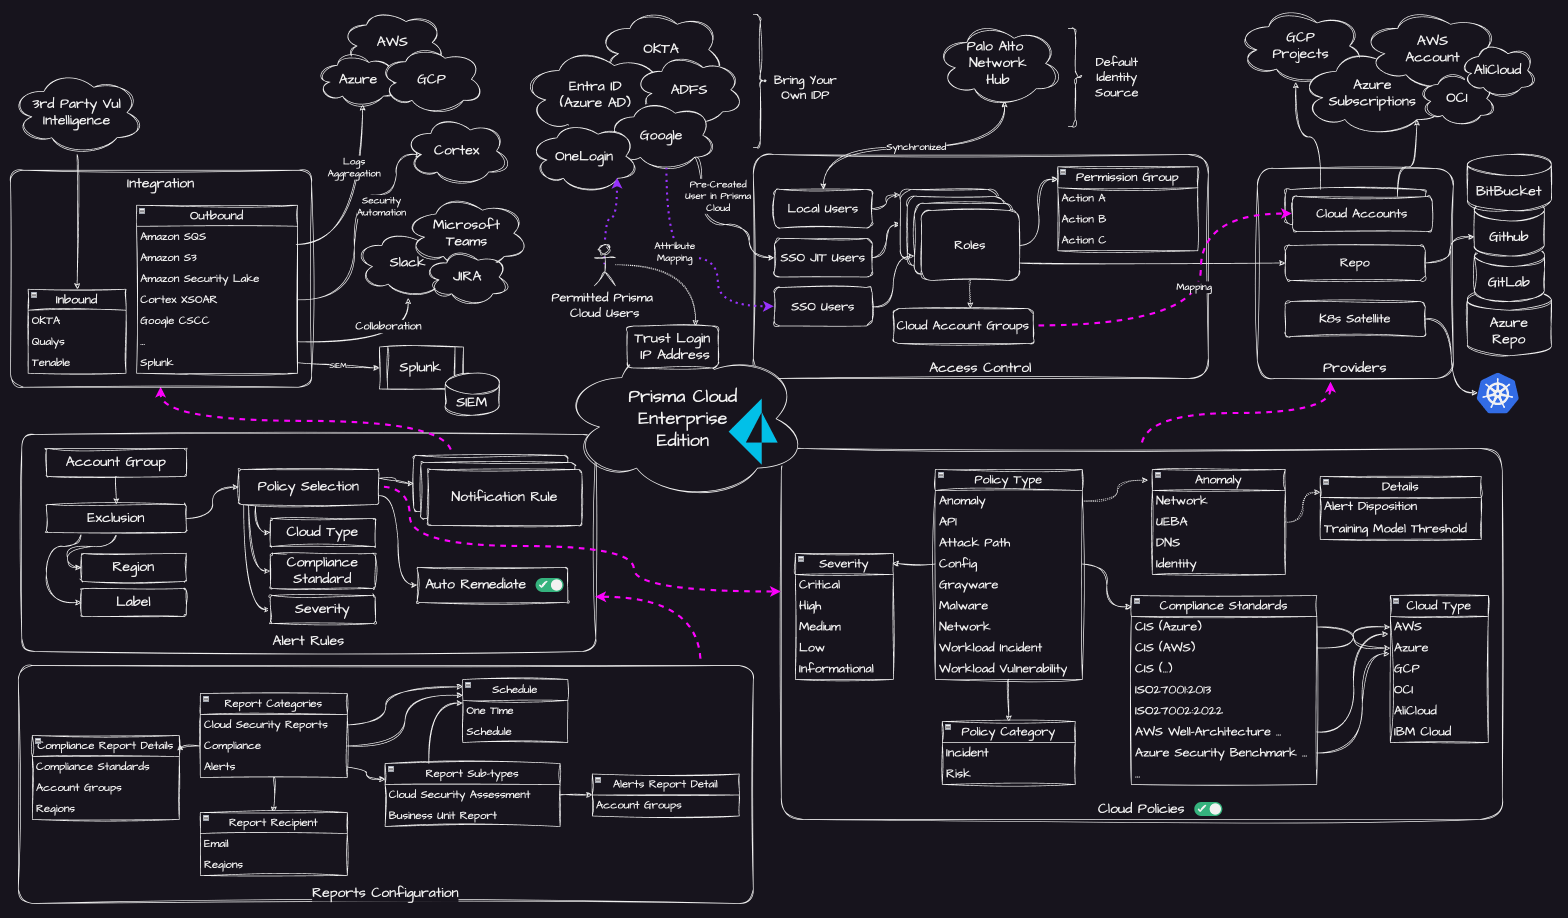 AWS
Azure
GCP
3rd Party Vul
Intelligence
Cortex
Logs
Aggregation
Security
Automation
Integration
Outbound
Amazon SQS
Amazon S3
Amazon Security Lake
Cortex XSOAR
Google CSCC
...
Splunk
Inbound
OKTA
Qualys
Tenable
Microsoft
Teams
Slack
JIRA
Collaboration
SEM
Splunk
SIEM
OKTA
Entra ID
(Azure AD)
ADFS
Google
OneLogin
Bring Your
Own IDP
Pre-Created
User in Prisma
Cloud
Attribute
Mapping
Permitted Prisma
Cloud Users
Trust Login
IP Address
Prisma Cloud
Enterprise
Edition
Palo Alto
Network
Hub
Default
Identity
Source
Synchronized
Local Users
SSO JIT Users
SSO Users
Roles
Permission Group
Action A
Action B
Action C
Cloud Account Groups
Access Control
Mapping
GCP
Projects
AWS
Account
AliCloud
Azure
Subscriptions
OCI
Cloud Accounts
Repo
K8s Satellite
Providers
BitBucket
Github
GitLab
Azure
Repo
Account Group
Exclusion
Region
Label
Policy Selection
Cloud Type
Compliance
Standard
Severity
Notification Rule
Auto Remediate
Alert Rules
Report Categories
Cloud Security Reports
Compliance
Alerts
Compliance Report Details
Compliance Standards
Account Groups
Regions
Report Recipient
Email
Regions
Schedule
One Time
Schedule
Report Sub-types
Cloud Security Assessment
Business Unit Report
Alerts Report Detail
Account Groups
Reports Configuration
Policy Type
Anomaly
API
Attack Path
Config
Grayware
Malware
Network
Workload Incident
Workload Vulnerability
Severity
Critical
High
Medium
Low
Informational
Policy Category
Incident
Risk
Anomaly
Network
UEBA
DNS
Identity
Details
Alert Disposition
Training Model Threshold
Compliance Standards
CIS (Azure)
CIS (AWS)
CIS (...)
ISO27001:2013
ISO27002:2022
AWS Well-Architecture ...
Azure Security Benchmark ...
...
Cloud Type
AWS
Azure
GCP
OCI
AliCloud
IBM Cloud
Cloud Policies